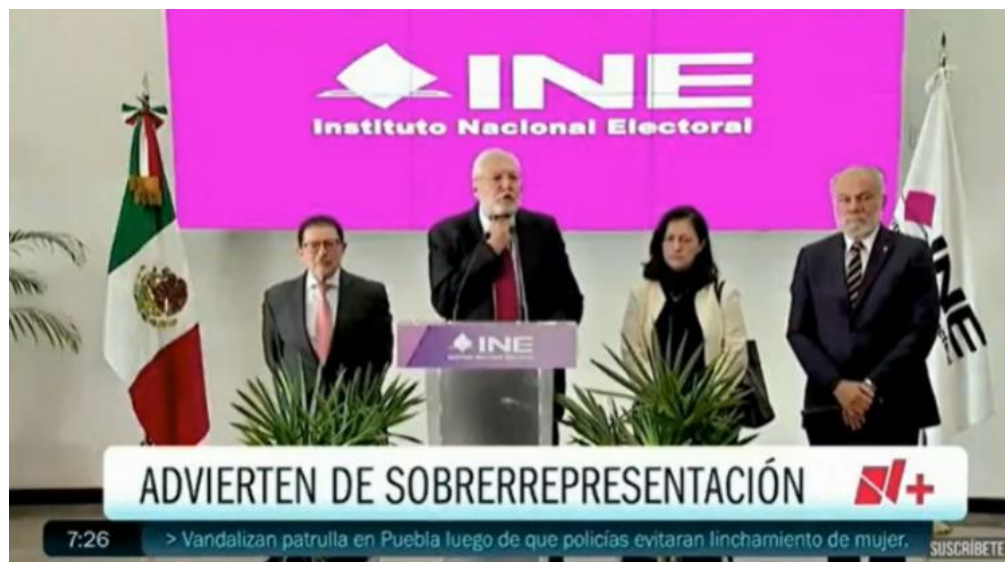 INE
Instituto Nacional Electoral
INE
INE
ADVIERTEN DE SOBRERREPRESENTACIÓN
N+
7:26
> Vandalizan patrulla en Puebla luego de que policías evitaran linchamiento de mujer.
SUSCRÍBETE